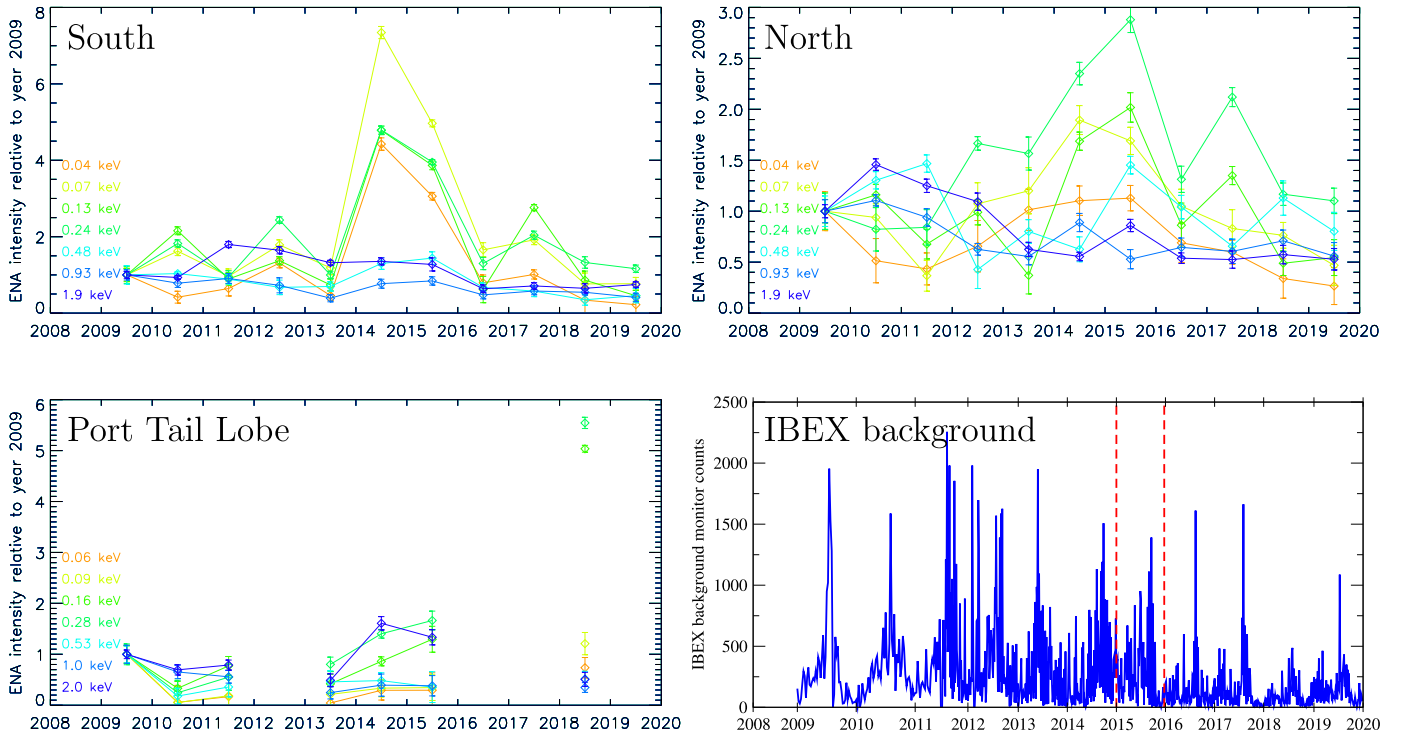 South
ENA intensity relative to year 2009
8
6
4
2
0
0.04 keV
0.07 keV
0.13 keV
0.24 keV
0.48 keV
0.93 keV
1.9 keV
2008 2009 2010 2011 2012 2013 2014 2015 2016 2017 2018 2019 2020
North
ENA intensity relative to year 2009
3.0
2.5
2.0
1.5
1.0
0.5
0.0
0.04 keV
0.07 keV
0.13 keV
0.24 keV
0.48 keV
0.93 keV
1.9 keV
2008 2009 2010 2011 2012 2013 2014 2015 2016 2017 2018 2019 2020
Port Tail Lobe
ENA intensity relative to year 2009
6
5
4
3
2
1
0
0.06 keV
0.09 keV
0.16 keV
0.28 keV
0.53 keV
1.0 keV
2.0 keV
2008 2009 2010 2011 2012 2013 2014 2015 2016 2017 2018 2019 2020
IBEX background
IBEX background monitor counts
2500
2000
1500
1000
500
0
2008 2009 2010 2011 2012 2013 2014 2015 2016 2017 2018 2019 2020